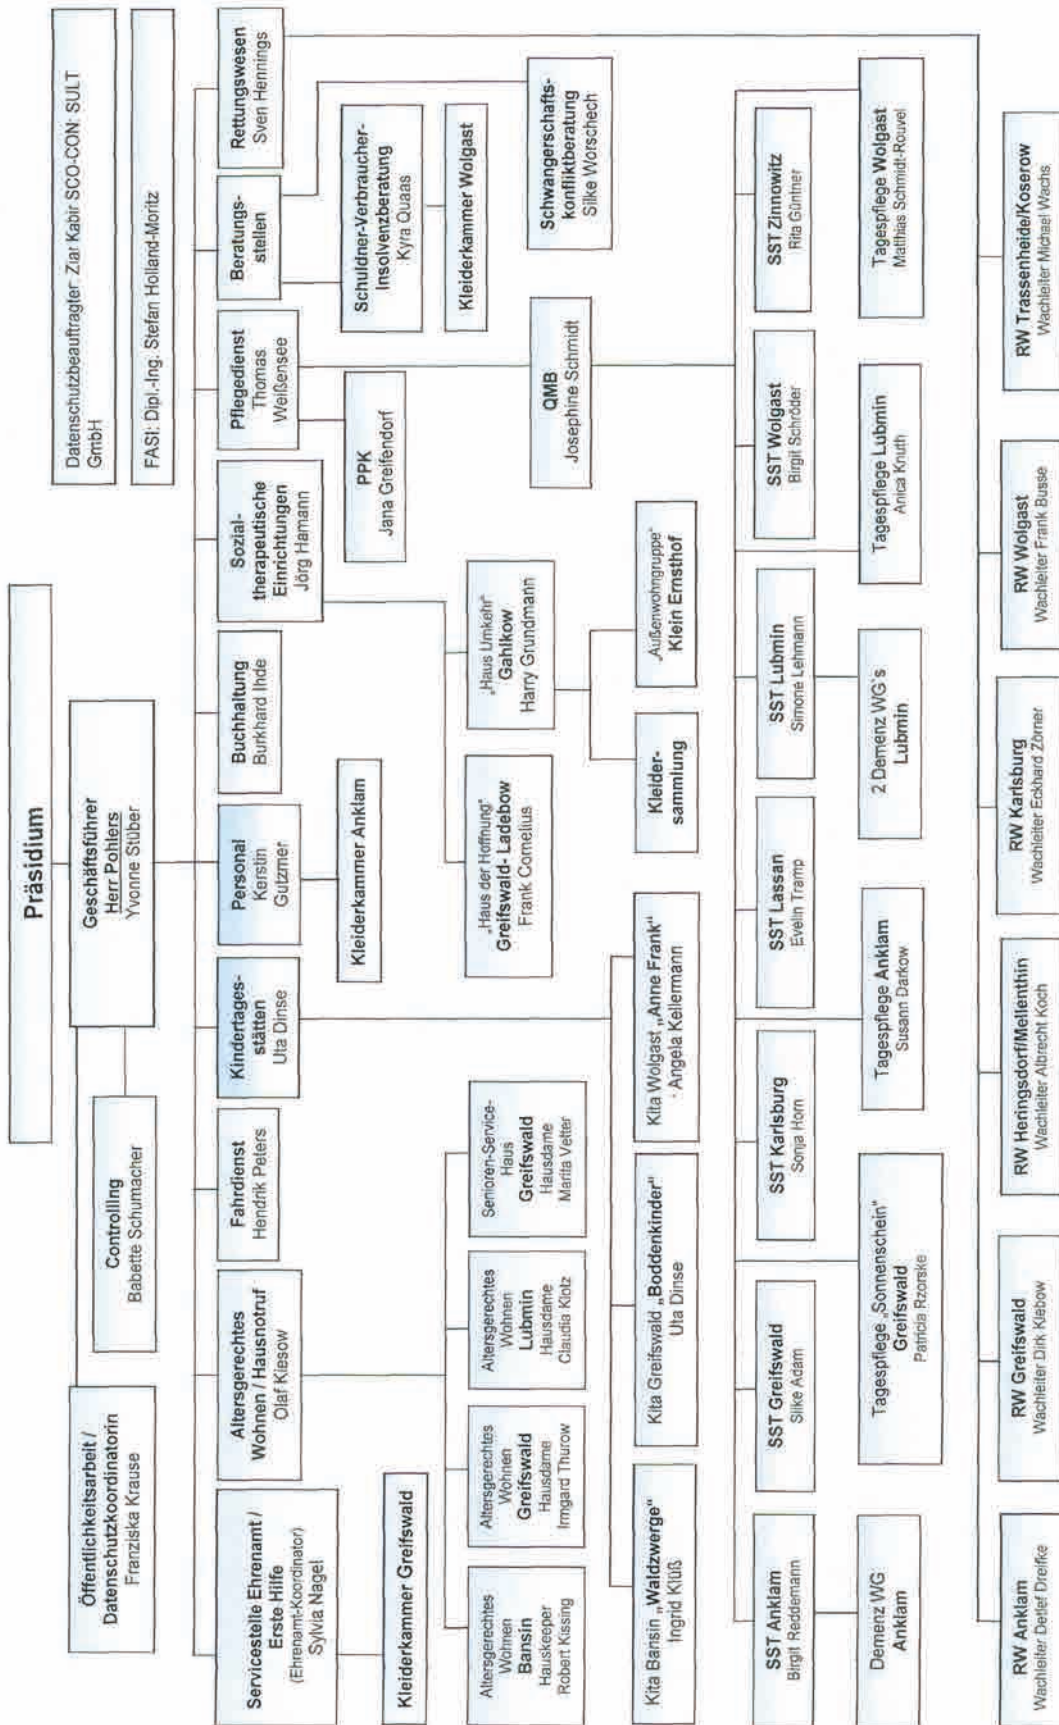 Präsidium
Geschäftsführer
Herr Pohlers
Yvonne Stüber
Datenschutzbeauftragter: Ziar Kabir SCO-CON: SULT
GmbH
FASI: Dipl.-Ing. Stefan Holland-Moritz
Öffentlichkeitsarbeit /
Datenschutzkoordinatorin
Franziska Krause
Controlling
Babette Schumacher
Servicestelle Ehrenamt /
Erste Hilfe
(Ehrenamt-Koordinator)
Sylvia Nagel
Altersgerechtes
Wohnen / Hausnotruf
Olaf Kiesow
Fahrdienst
Hendrik Peters
Kindertages-
stätten
Uta Dinse
Personal
Kerstin
Gutzmer
Buchhaltung
Burkhard Ihde
Sozial-
therapeutische
Einrichtungen
Jörg Hamann
Pflegedienst
Thomas
Weißensee
Beratungs-
stellen
Rettungswesen
Sven Hennings
Kleiderkammer Greifswald
Kleiderkammer Anklam
PPK
Jana Greifendorf
Schuldner-Verbraucher-
Insolvenzberatung
Kyra Quaas
Kleiderkammer Wolgast
Altersgerechtes
Wohnen
Bansin
Hauskeeper
Robert Kissing
Altersgerechtes
Wohnen
Greifswald
Hausdame
Irmgard Thurow
Altersgerechtes
Wohnen
Lubmin
Hausdame
Claudia Klotz
Senioren-Service-
Haus
Greifswald
Hausdame
Marita Vetter
„Haus der Hoffnung“
Greifswald- Ladebow
Frank Cornelius
„Haus Umkehr“
Gahlkow
Harry Grundmann
QMB
Josephine Schmidt
Schwangerschafts-
konfliktberatung
Silke Worschech
Kita Bansin „Waldzwerge“
Ingrid Klüß
Kita Greifswald „Boddenkinder“
Uta Dinse
Kita Wolgast „Anne Frank“
Angela Kellermann
Kleider-
sammlung
„Außenwohngruppe“
Klein Ernsthof
SST Anklam
Birgit Reddemann
SST Greifswald
Silke Adam
SST Karlsburg
Sonja Horn
SST Lassan
Evelin Tramp
SST Lubmin
Simone Lehmann
SST Wolgast
Birgit Schröder
SST Zinnowitz
Rita Güntner
Demenz WG:
Anklam
Tagespflege „Sonnenschein“
Greifswald
Patricia Rzorske
Tagespflege Anklam
Susann Darkow
2 Demenz WG`s
Lubmin
Tagespflege Lubmin
Anica Knuth
Tagespflege Wolgast
Matthias Schmidt-Rouvel
RW Anklam
Wachleiter Detlef Dreifke
RW Greifswald
Wachleiter Dirk Klebow
RW Heringsdorf/Mellenthin
Wachleiter Albrecht Koch
RW Karlsburg
Wachleiter Eckhard Zörner
RW Wolgast
Wachleiter Frank Busse
RW Trassenheide/Koserow
Wachleiter Michael Wachs